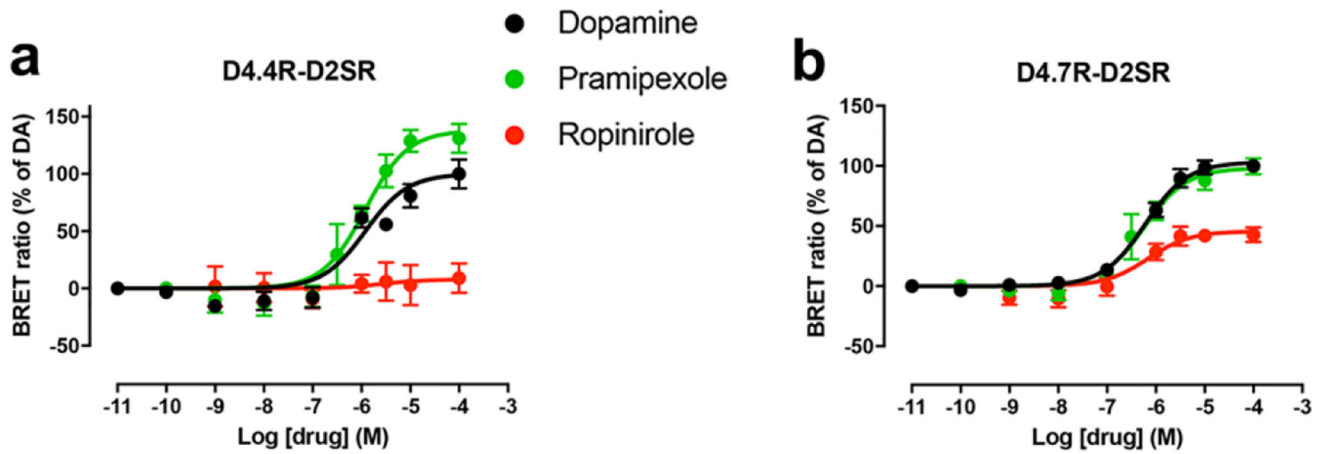 a
D4.4R-D2SR
BRET ratio (% of DA)
150
100
50
0
-50
-11 -10 -9 -8 -7 -6 -5 -4 -3
Log [drug] (M)
Dopamine
Pramipexole
Ropinirole
b
D4.7R-D2SR
BRET ratio (% of DA)
150
100
50
0
-50
-11 -10 -9 -8 -7 -6 -5 -4 -3
Log [drug] (M)